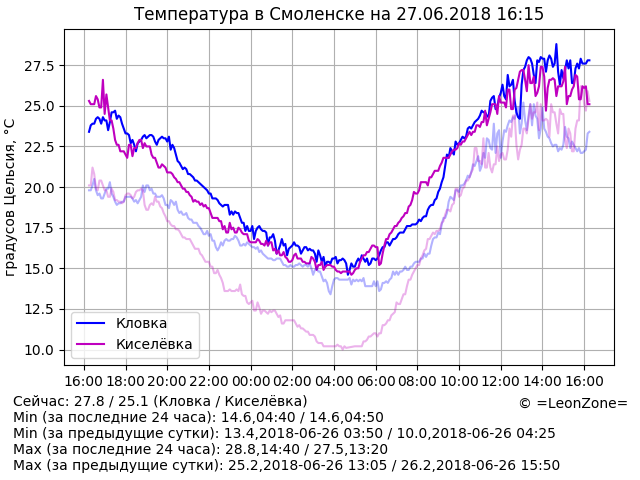 Температура в Смоленске на 27.06.2018 16:15
градусов Цельсия, °C
27.5
25.0
22.5
20.0
17.5
15.0
12.5
10.0
Кловка
Киселёвка
16:00 18:00 20:00 22:00 00:00 02:00 04:00 06:00 08:00 10:00 12:00 14:00 16:00
Сейчас: 27.8 / 25.1 (Кловка / Киселёвка)
© =LeonZone=
Min (за последние 24 часа): 14.6,04:40 / 14.6,04:50
Min (за предыдущие сутки): 13.4,2018-06-26 03:50 / 10.0,2018-06-26 04:25
Max (за последние 24 часа): 28.8,14:40 / 27.5,13:20
Max (за предыдущие сутки): 25.2,2018-06-26 13:05 / 26.2,2018-06-26 15:50